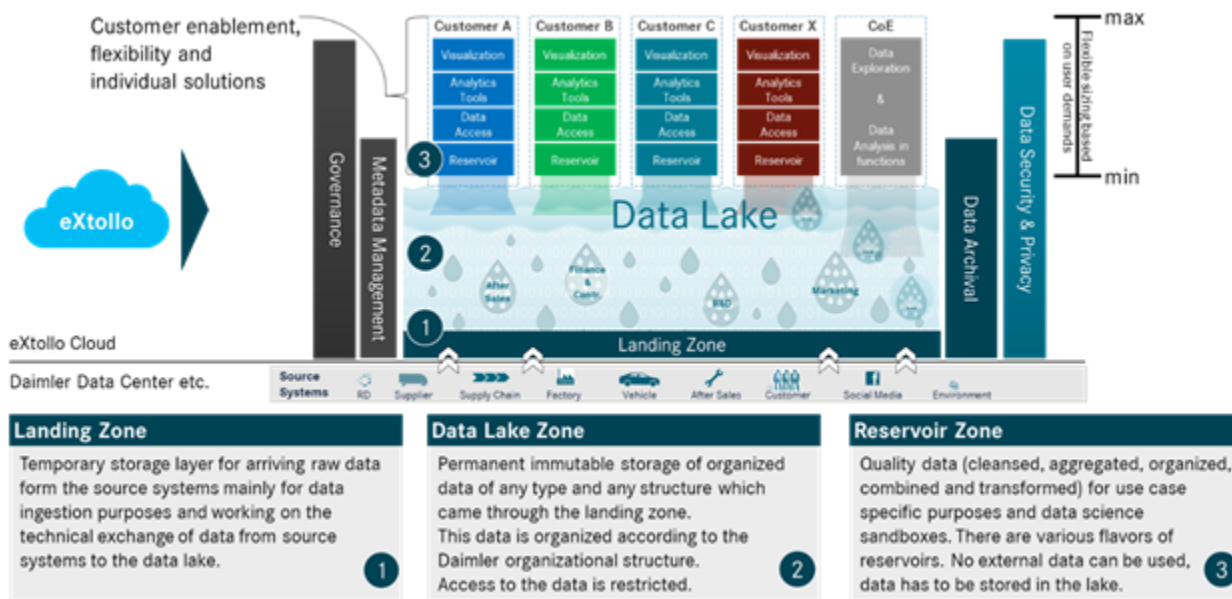 Customer enablement,
flexibility and
individual solutions
eXtollo
Governance
Metadata Management
Customer A
Visualization
Analytics
Tools
Data
Access
Reservoir
Customer B
Visualization
Analytics
Tools
Data
Access
Reservoir
Customer C
Visualization
Analytics
Tools
Data
Access
Reservoir
Customer X
Visualization
Analytics
Tools
Data
Access
Reservoir
CoE
Data
Exploration
&
Data
Analysis in
functions
3
Data Lake
2
After
Sales
Finance
&
Contr.
R&D
Marketing
1
Landing Zone
Data Archival
Data Security & Privacy
max
Flexible sizing based
on user demands
min
eXtollo Cloud
Daimler Data Center etc.
Source
Systems
RD
Supplier
Supply Chain
Factory
Vehicle
After Sales
Customer
Social Media
Environment
Landing Zone
Temporary storage layer for arriving raw data
form the source systems mainly for data
ingestion purposes and working on the
technical exchange of data from source
systems to the data lake.
1
Data Lake Zone
Permanent immutable storage of organized
data of any type and any structure which
came through the landing zone.
This data is organized according to the
Daimler organizational structure.
Access to the data is restricted.
2
Reservoir Zone
Quality data (cleansed, aggregated, organized,
combined and transformed) for use case
specific purposes and data science
sandboxes. There are various flavors of
reservoirs. No external data can be used,
data has to be stored in the lake.
3